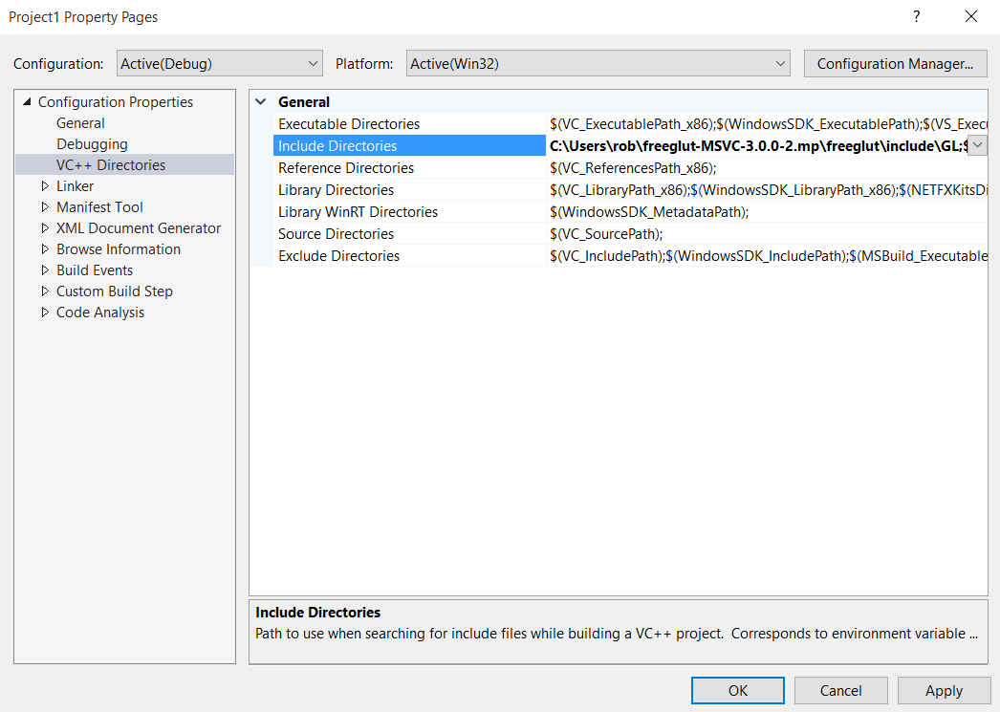 Project1 Property Pages
?
Configuration: Active(Debug) Platform: Active(Win32) Configuration Manager...
Configuration Properties
General
Debugging
VC++ Directories
Linker
Manifest Tool
XML Document Generator
Browse Information
Build Events
Custom Build Step
Code Analysis
General
Executable Directories $(VC_ExecutablePath_x86);$(WindowsSDK_ExecutablePath);$(VS_Exec
Include Directories C:\Users\rob\freeglut-MSVC-3.0.0-2.mp\freeglut\include\GL;$
Reference Directories $(VC_ReferencesPath_x86);
Library Directories $(VC_LibraryPath_x86);$(WindowsSDK_LibraryPath_x86);$(NETFXKitsDi
Library WinRT Directories $(WindowsSDK_MetadataPath);
Source Directories $(VC_SourcePath);
Exclude Directories $(VC_IncludePath);$(WindowsSDK_IncludePath);$(MSBuild_Executable
Include Directories
Path to use when searching for include files while building a VC++ project. Corresponds to environment variable ...
OK Cancel Apply